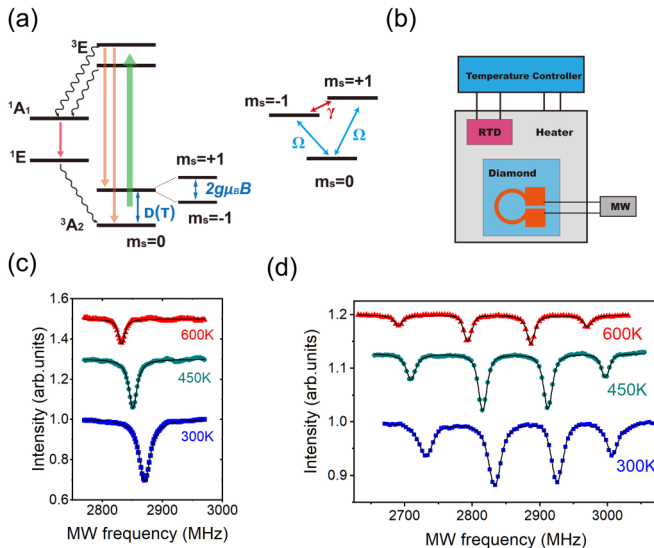 (a)
³E
¹A₁
¹E
³A₂
mₛ=0
D(T)
mₛ=+1
2gμ_BB
mₛ=-1
mₛ=-1
mₛ=+1
γ
Ω
Ω
mₛ=0
(b)
Temperature Controller
RTD
Heater
Diamond
MW
(c)
Intensity (arb.units)
1.6
1.4
1.2
1.0
0.8
0.6
600K
450K
300K
2800
2900
3000
MW frequency (MHz)
(d)
Intensity (arb.units)
1.2
1.1
1.0
0.9
600K
450K
300K
2700
2800
2900
3000
MW frequency (MHz)